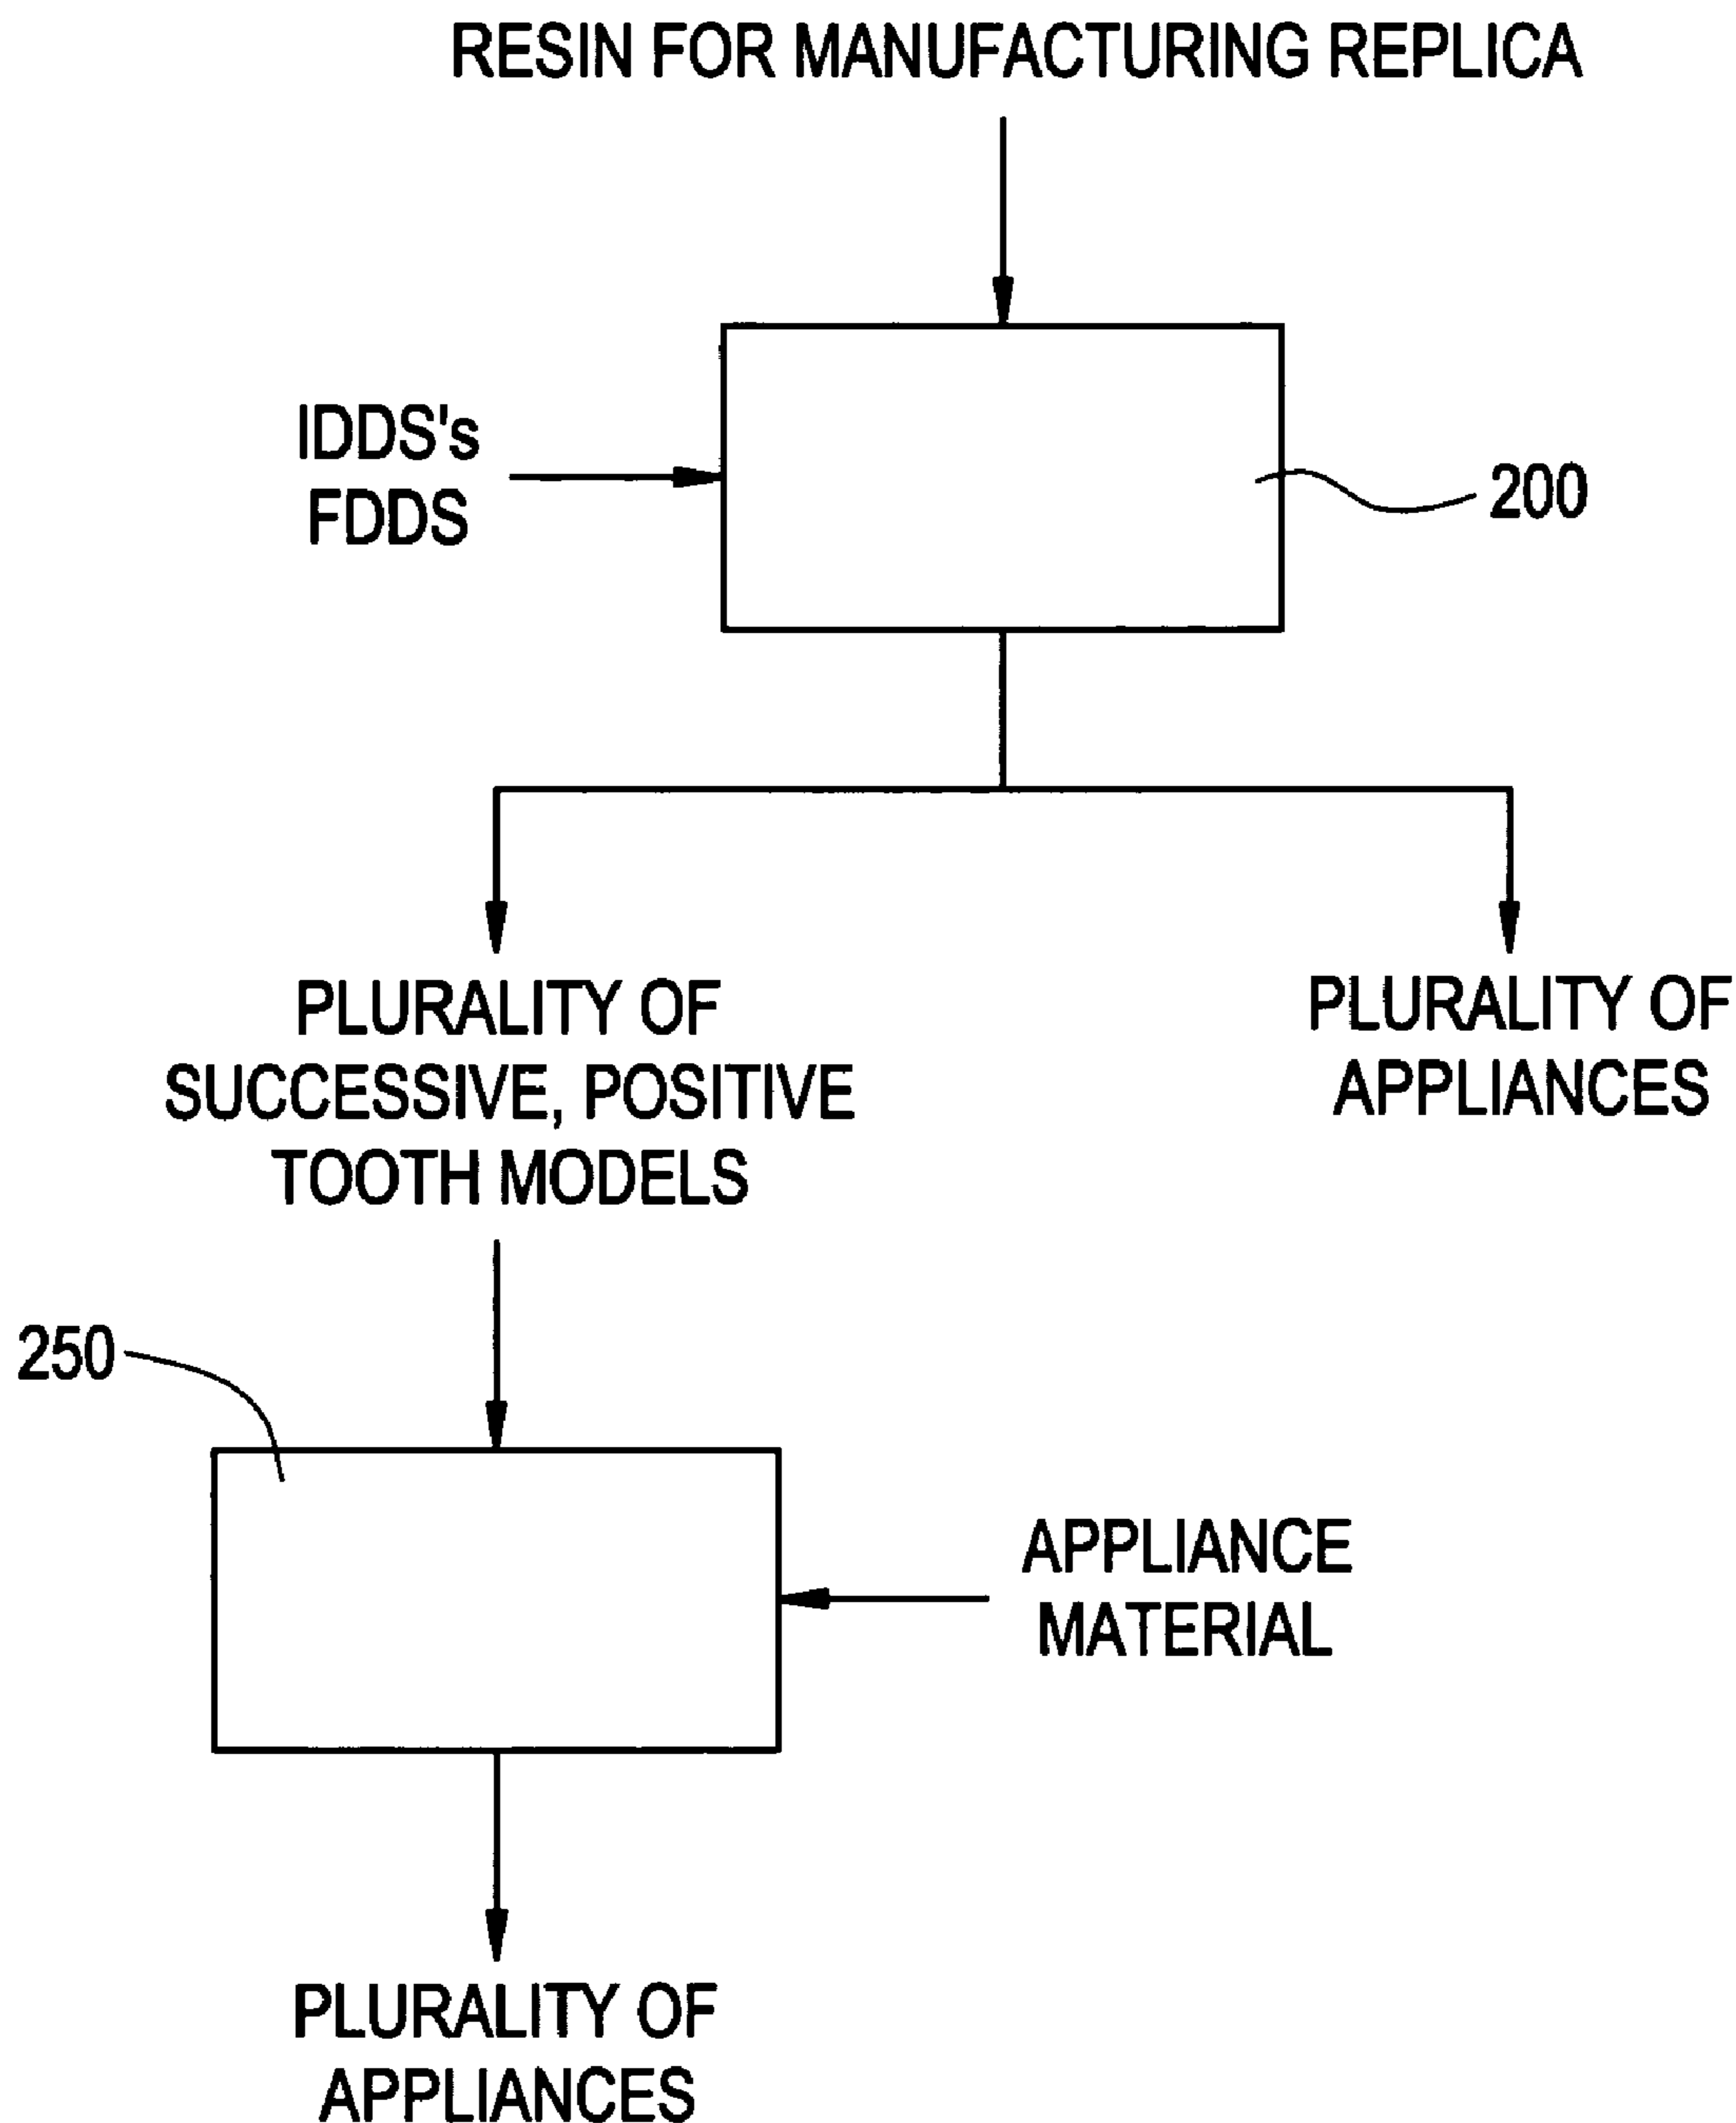 RESIN FOR MANUFACTURING REPLICA
IDDS's
FDDS
200
PLURALITY OF
SUCCESSIVE, POSITIVE
TOOTH MODELS
PLURALITY OF
APPLIANCES
250
APPLIANCE
MATERIAL
PLURALITY OF
APPLIANCES